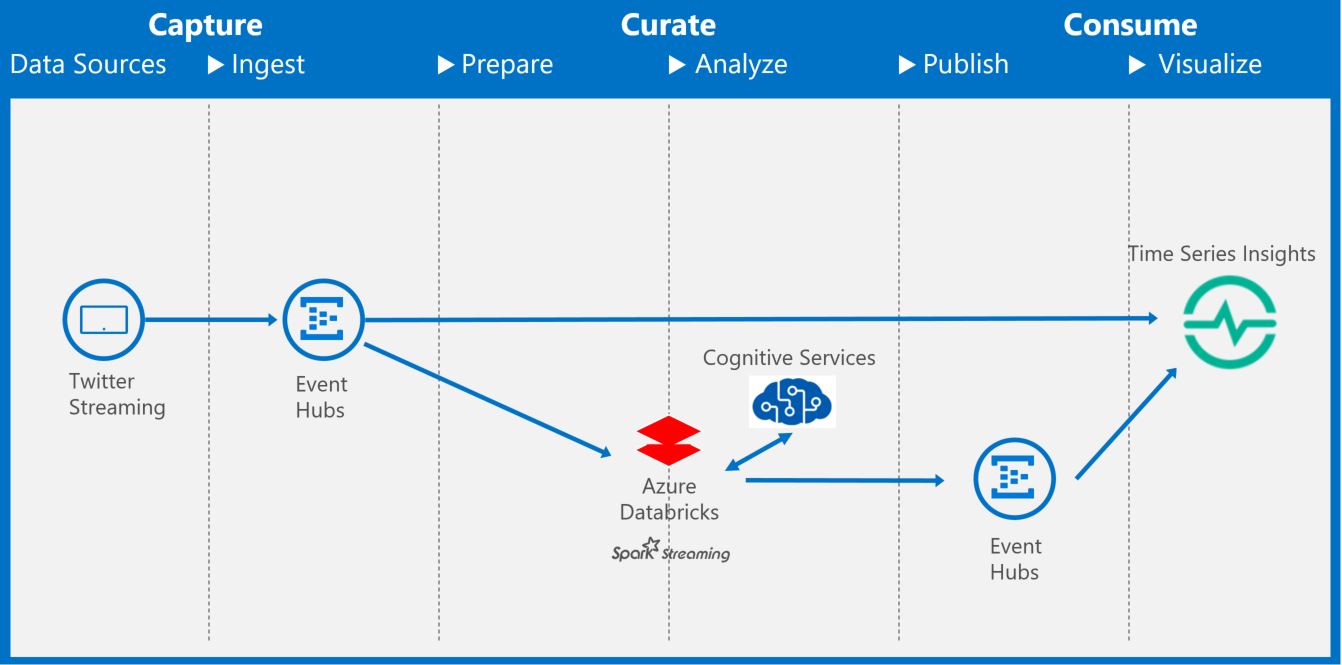 Capture
Curate
Consume
Data Sources
Ingest
Prepare
Analyze
Publish
Visualize
Time Series Insights
Cognitive Services
Twitter
Streaming
Event
Hubs
Azure
Databricks
Spark Streaming
Event
Hubs